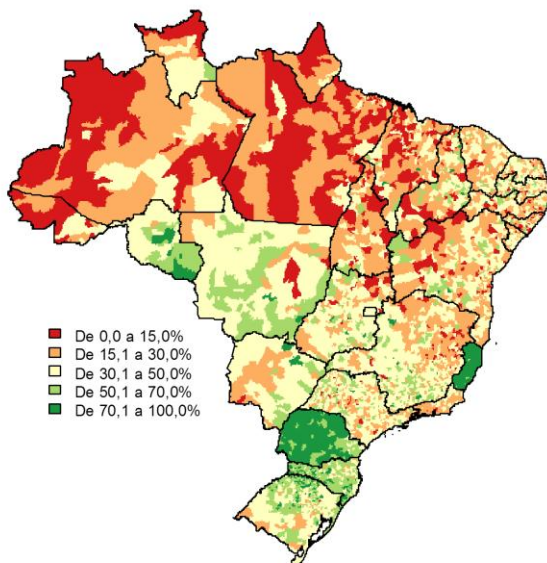 De 0,0 a 15,0%
De 15,1 a 30,0%
De 30,1 a 50,0%
De 50,1 a 70,0%
De 70,1 a 100,0%